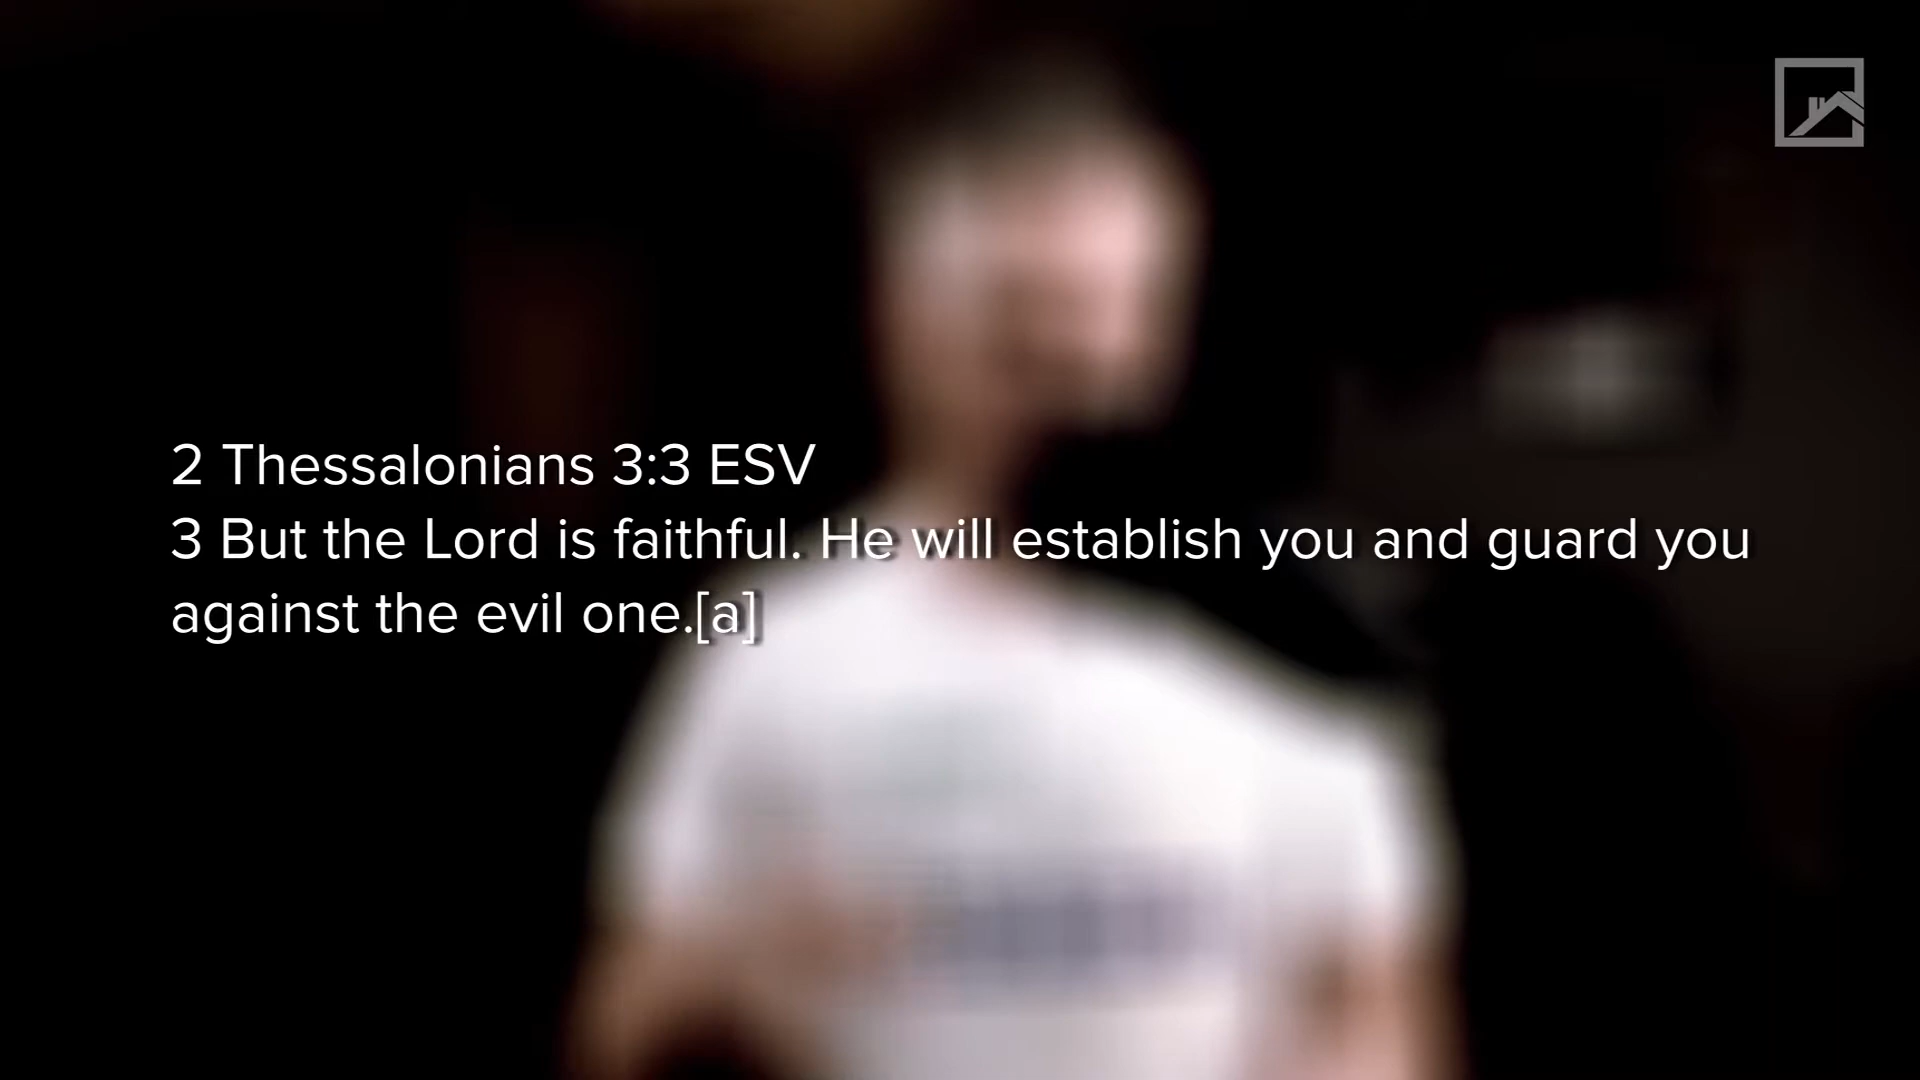 2 Thessalonians 3:3 ESV
3 But the Lord is faithful. He will establish you and guard you
against the evil one.[a]